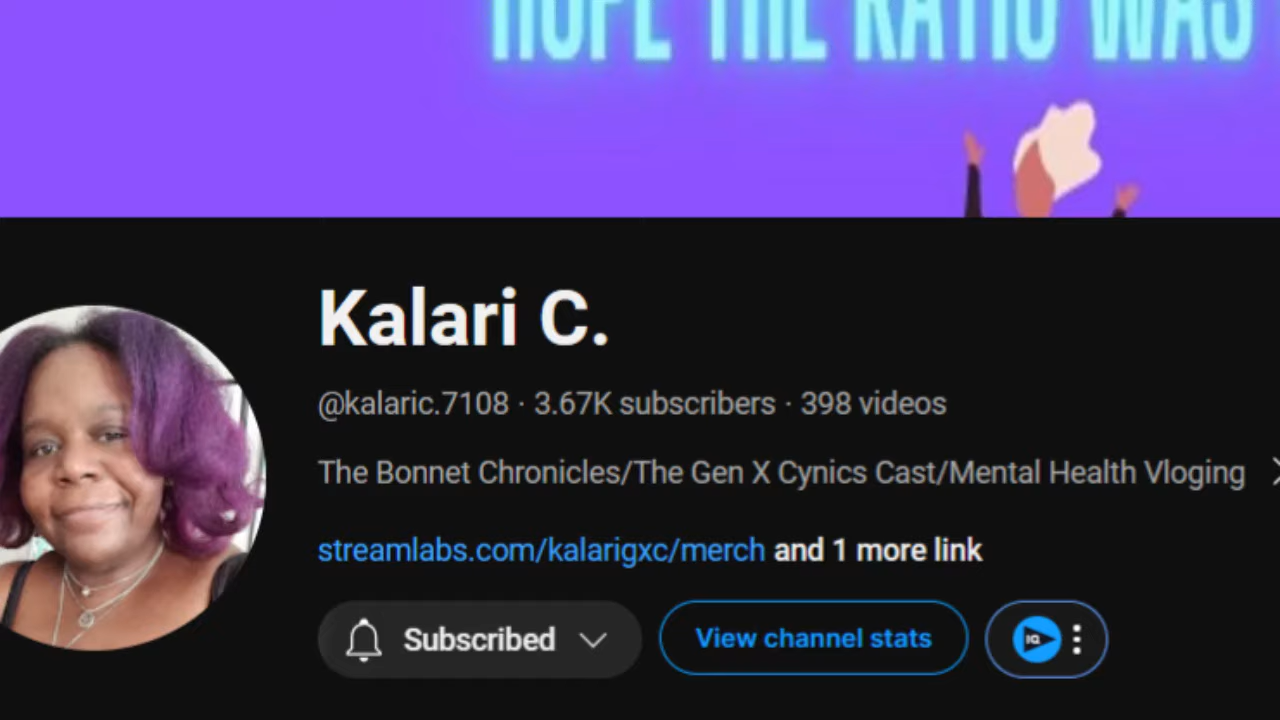 HOPE THE RATIO WAS
Kalari C.
@kalaric.7108 · 3.67K subscribers · 398 videos
The Bonnet Chronicles/The Gen X Cynics Cast/Mental Health Vloging
streamlabs.com/kalarigxc/merch and 1 more link
Subscribed
View channel stats
IQ